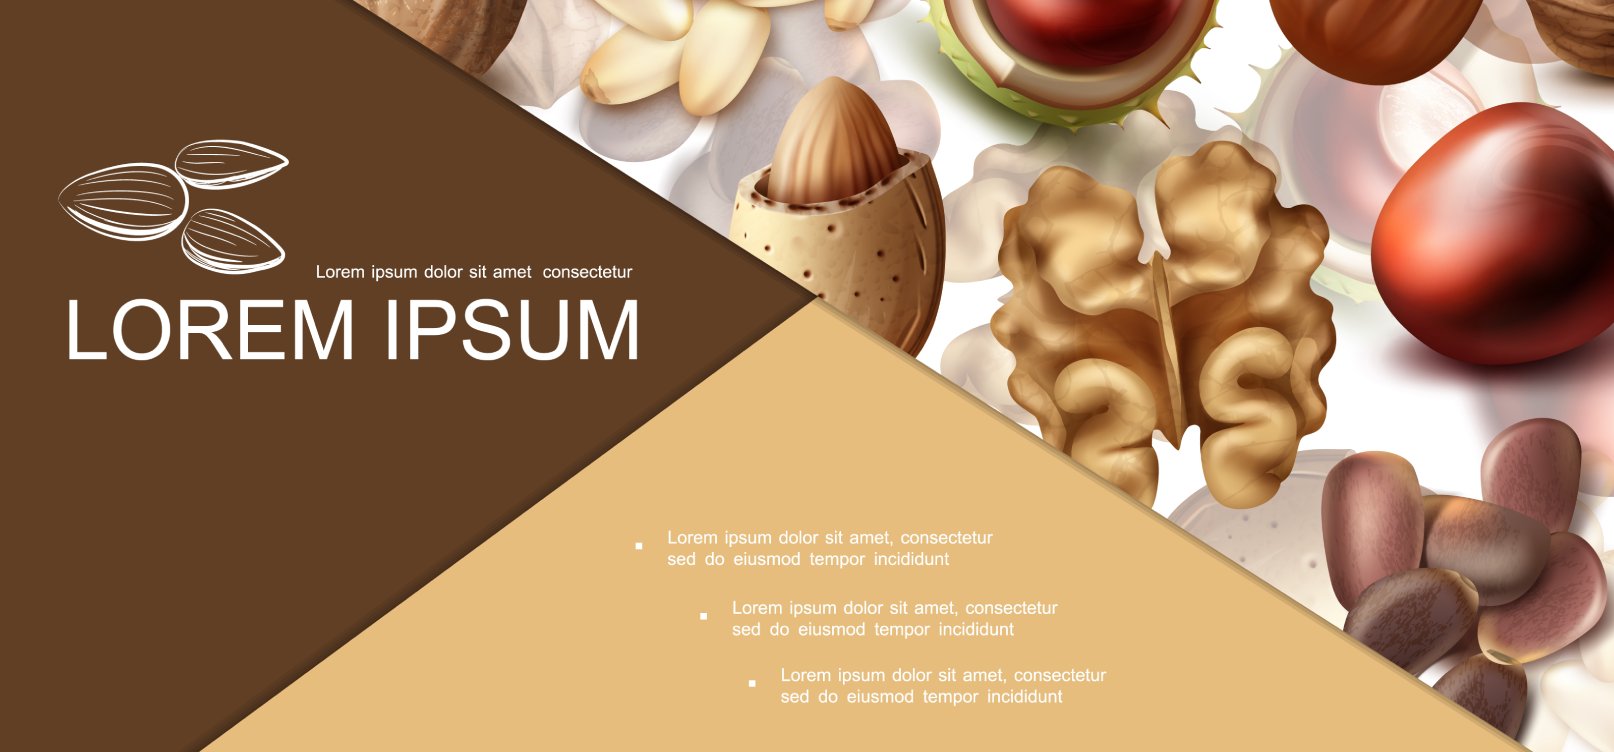 Lorem ipsum dolor sit amet consectetur
LOREM IPSUM
Lorem ipsum dolor sit amet, consectetur
sed do eiusmod tempor incididunt
Lorem ipsum dolor sit amet, consectetur
sed do eiusmod tempor incididunt
Lorem ipsum dolor sit amet, consectetur
sed do eiusmod tempor incididunt